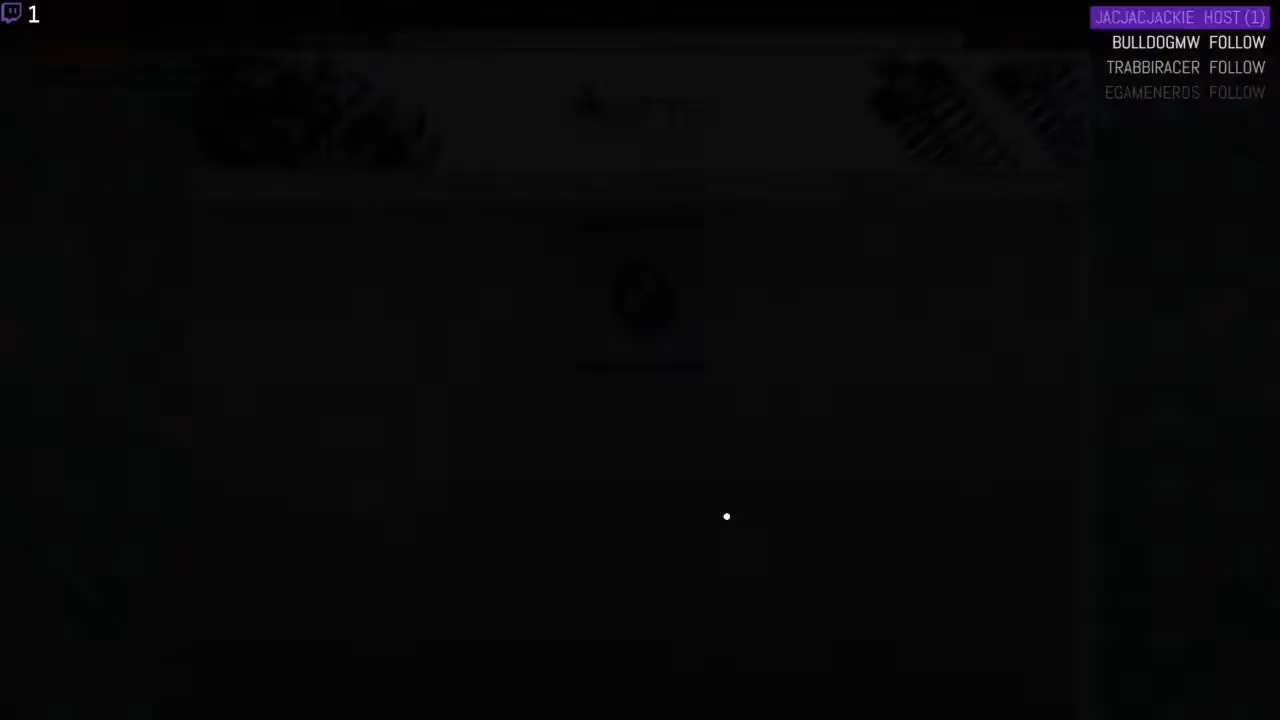 1
JACJACJACKIE HOST (1)
BULLDOGMW FOLLOW
TRABBIRACER FOLLOW
EGAMENERDS FOLLOW